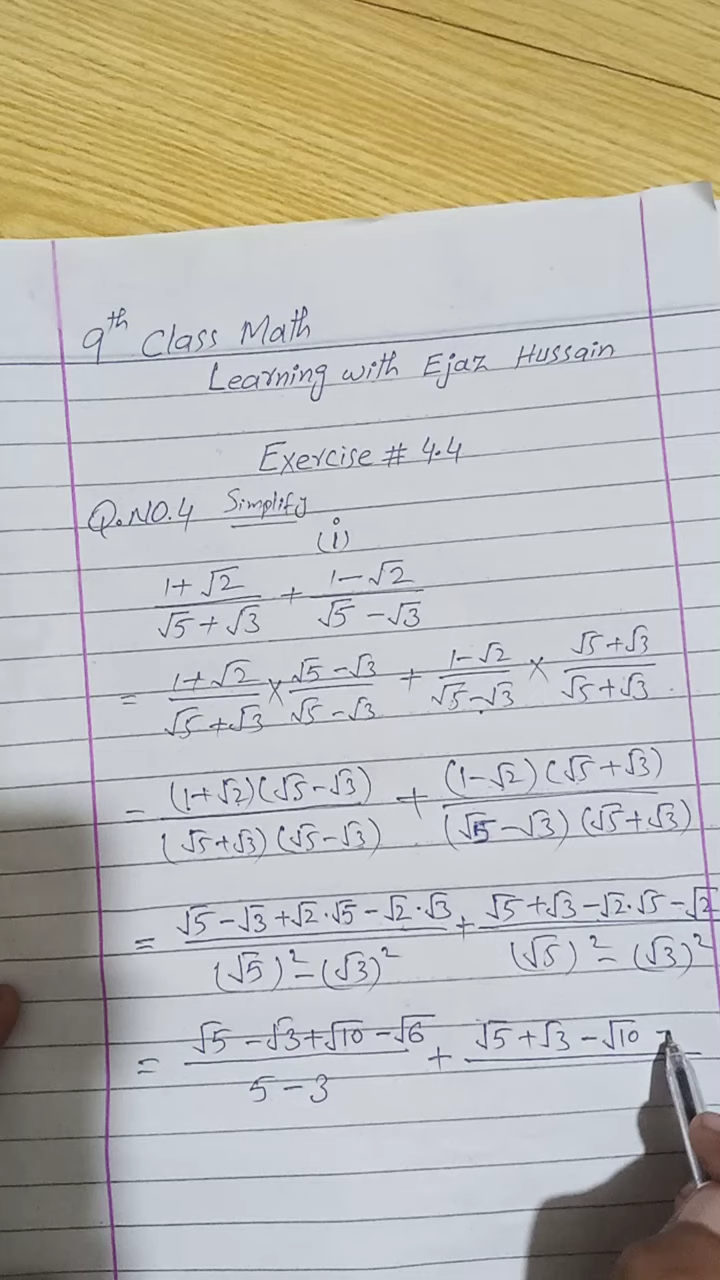 9th Class Math
Learning with Ejaz Hussain
Exercise # 4.4
Q.NO.4 Simplify
(i)
(1+√2)/(√5+√3) + (1-√2)/(√5-√3)
= (1+√2)/(√5+√3) × (√5-√3)/(√5-√3) + (1-√2)/(√5-√3) × (√5+√3)/(√5+√3).
= (1+√2)(√5-√3)/(√5+√3)(√5-√3) + (1-√2)(√5+√3)/(√5-√3)(√5+√3)
= (√5-√3+√2·√5-√2·√3)/((√5)²-(√3)²) + (√5+√3-√2·√5-√2)/((√5)²-(√3)²)
= (√5-√3+√10-√6)/(5-3) + √5+√3-√10 -